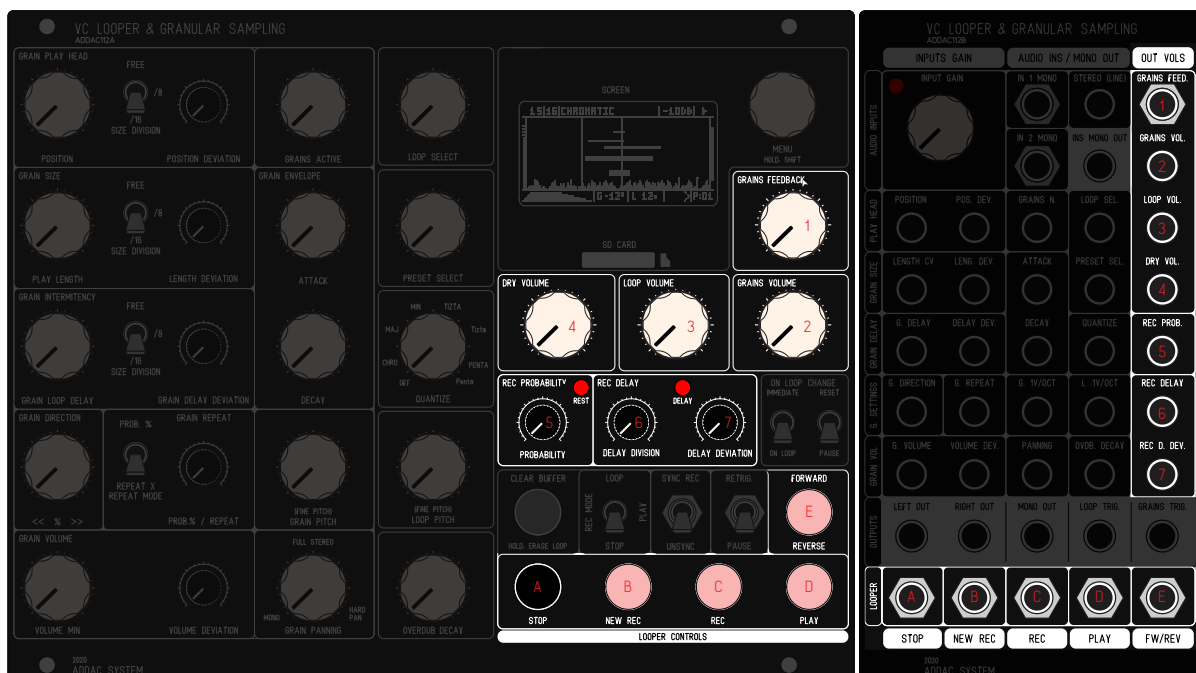 VC LOOPER & GRANULAR SAMPLING
ADDAC112A
GRAIN PLAY HEAD
FREE
/8
/16
SIZE DIVISION
POSITION
POSITION DEVIATION
GRAINS ACTIVE
LOOP SELECT
SCREEN
15|16|CHROMATIC
MENU
HOLD: SHIFT
GRAIN SIZE
FREE
/16
SIZE DIVISION
PLAY LENGTH
LENGTH DEVIATION
GRAIN ENVELOPE
ATTACK
PRESET SELECT
SD CARD
GRAINS FEEDBACK
1
GRAIN INTERMITENCY
FREE
/8
/16
SIZE DIVISION
GRAIN LOOP DELAY
GRAIN DELAY DEVIATION
DECAY
MIN
TIZTA
MAJ
Tizta
CHRO
PENTA
OFF
Penta
QUANTIZE
DRY VOLUME
4
LOOP VOLUME
3
GRAINS VOLUME
2
REC PROBABILITY
REST
5
PROBABILITY
REC DELAY
DELAY
6
7
DELAY DIVISION
DELAY DEVIATION
ON LOOP CHANGE
IMMEDIATE
RESET
ON LOOP
PAUSE
GRAIN DIRECTION
<< % >>
PROB. %
GRAIN REPEAT
REPEAT X
REPEAT MODE
PROB.% / REPEAT
(FINE PITCH)
GRAIN PITCH
(FINE PITCH)
LOOP PITCH
CLEAR BUFFER
HOLD: ERASE LOOP
LOOP
REC MODE
PLAY
STOP
SYNC REC
UNSYNC
RETRIG.
PAUSE
FORWARD
E
REVERSE
GRAIN VOLUME
VOLUME MIN
VOLUME DEVIATION
FULL STEREO
MONO
HARD
PAN
GRAIN PANNING
OVERDUB DECAY
A
B
C
D
STOP
NEW REC
REC
PLAY
LOOPER CONTROLS
2020
ADDAC SYSTEM
VC LOOPER & GRANULAR SAMPLING
ADDAC112B
INPUTS GAIN
AUDIO INS / MONO OUT
OUT VOLS
AUDIO INPUTS
INPUT GAIN
IN 1 MONO
STEREO (LINE)
GRAINS FEED.
1
IN 2 MONO
INS MONO OUT
GRAINS VOL.
2
PLAY HEAD
POSITION
POS. DEV.
GRAINS N.
LOOP SEL.
LOOP VOL.
3
GRAIN SIZE
LENGTH CV
LENG. DEV.
ATTACK
PRESET SEL.
DRY VOL.
4
GRAIN DELAY
G. DELAY
DELAY DEV.
DECAY
QUANTIZE
REC PROB.
5
G. SETTINGS
G. DIRECTION
G. REPEAT
G. 1V/OCT
L. 1V/OCT
REC DELAY
6
GRAIN VOL
G. VOLUME
VOLUME DEV.
PANNING
OVDB. DECAY
REC D. DEV.
7
OUTPUTS
LEFT OUT
RIGHT OUT
MONO OUT
LOOP TRIG.
GRAINS TRIG.
LOOPER
A
B
C
D
E
STOP
NEW REC
REC
PLAY
FW/REV
2020
ADDAC SYSTEM